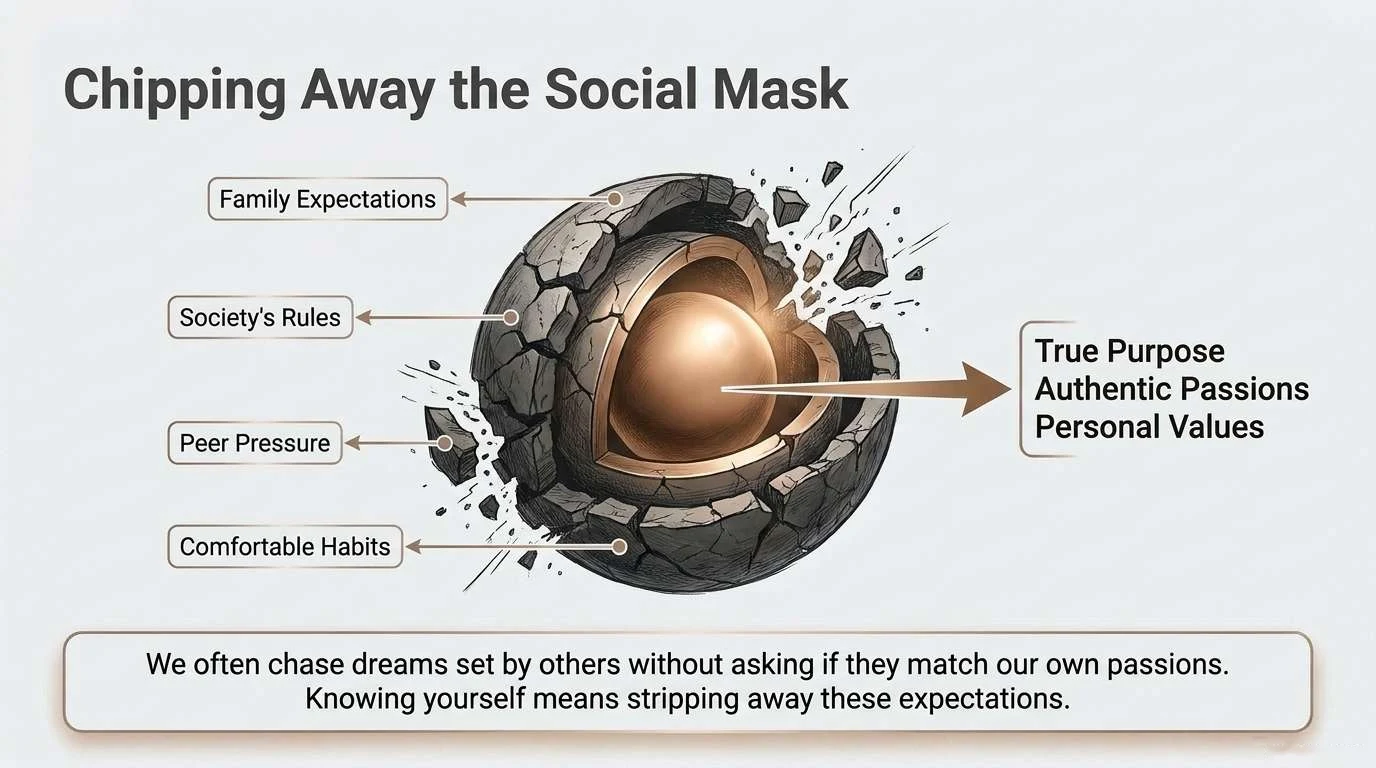 Chipping Away the Social Mask
Family Expectations
Society's Rules
Peer Pressure
Comfortable Habits
True Purpose
Authentic Passions
Personal Values
We often chase dreams set by others without asking if they match our own passions.
Knowing yourself means stripping away these expectations.